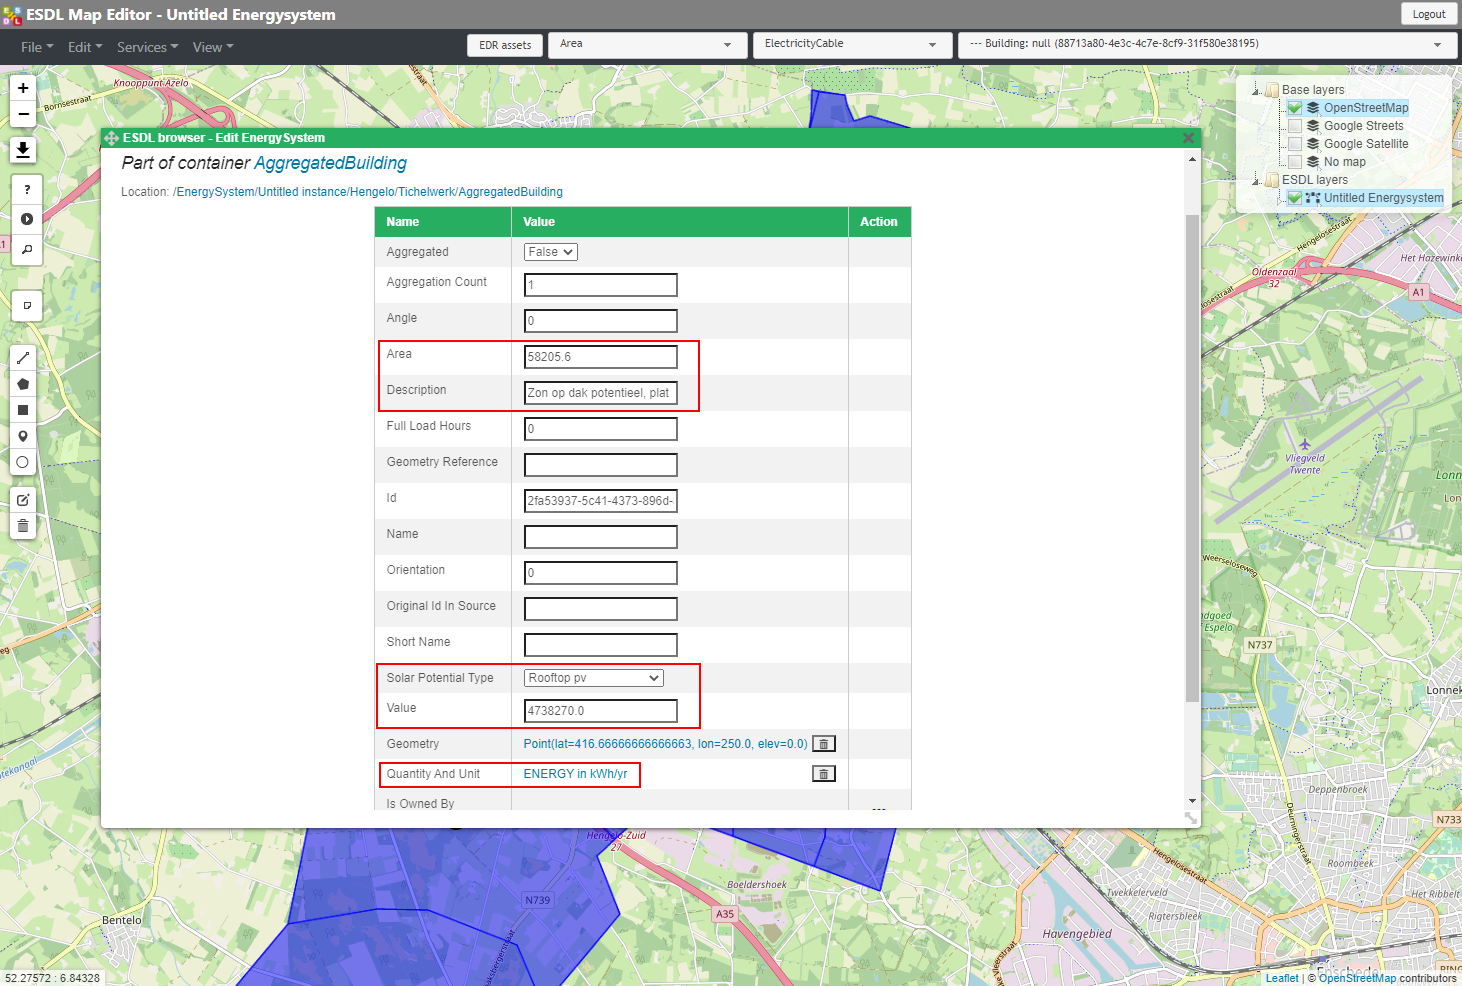 ESDL Map Editor - Untitled Energysystem
Logout
File Edit Services View
EDR assets
Area
ElectricityCable
--- Building: null (88713a80-4e3c-4c7e-8cf9-31f580e38195)
Knooppunt Azelo
Bornsestraat
Base layers
OpenStreetMap
Google Streets
Google Satellite
No map
ESDL layers
Untitled Energysystem
ESDL browser - Edit EnergySystem
Part of container AggregatedBuilding
Location: /EnergySystem/Untitled instance/Hengelo/Tichelwerk/AggregatedBuilding
Name Value Action
Aggregated False
Aggregation Count 1
Angle 0
Area 58205.6
Description Zon op dak potentieel, plat
Full Load Hours 0
Geometry Reference
Id 2fa53937-5c41-4373-896d-
Name
Orientation 0
Original Id In Source
Short Name
Solar Potential Type Rooftop pv
Value 4738270.0
Geometry Point(lat=416.66666666666663, lon=250.0, elev=0.0)
Quantity And Unit ENERGY in kWh/yr
Is Owned By ---
Hengelosestraat
Oldenzaal
32
Het Hazewinke
A1
Vliegveld
Twente
Lonn
Lon
Weerseloseweg
ndgoed
Espelo
N737
Lonneke
Deppenbroek
Deurningerstraat
N733
Roombeek
Hengelosestraat
Het Ribbelt
Twekkelerveld
Rigtersbleek
Havengebied
Hengelo-Zuid
27
Boeldershoek
A35
N739
Bentelo
52.27572 : 6.84328
Leaflet | © OpenStreetMap contributors